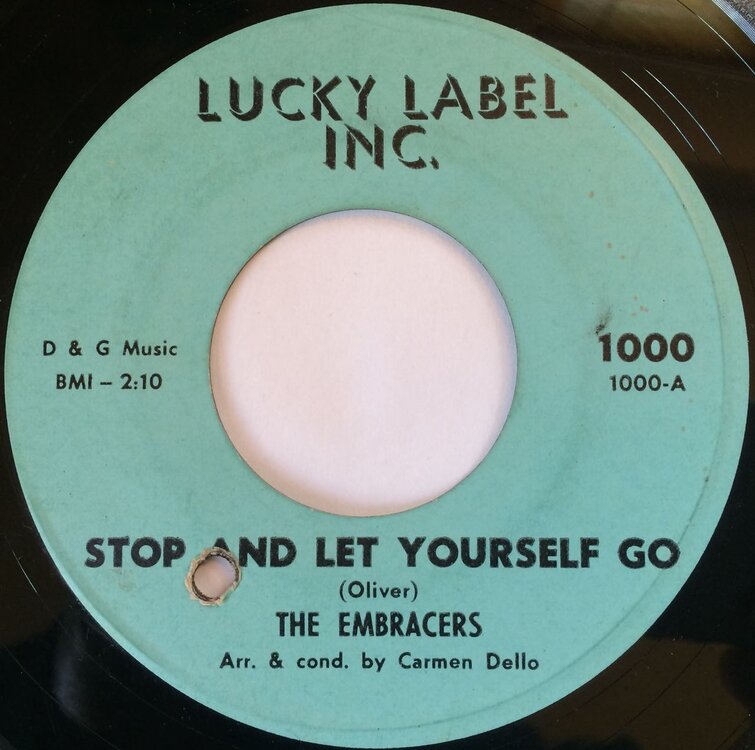 LUCKY LABEL
INC.
D & G Music
BMI – 2:10
1000
1000-A
STOP AND LET YOURSELF GO
(Oliver)
THE EMBRACERS
Arr. & cond. by Carmen Dello